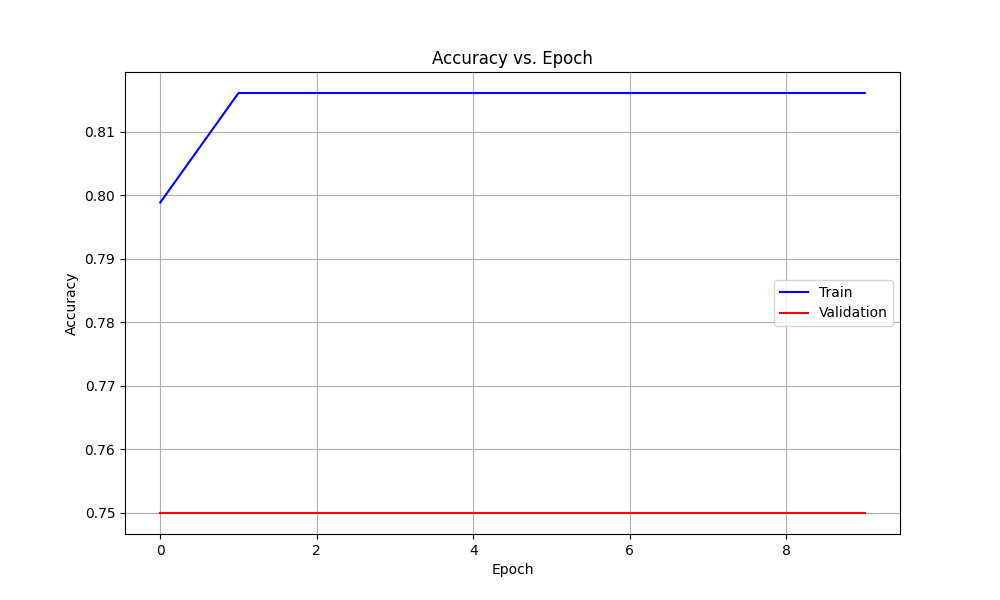 Accuracy vs. Epoch
Accuracy
0.81
0.80
0.79
0.78
0.77
0.76
0.75
Train
Validation
0 2 4 6 8
Epoch